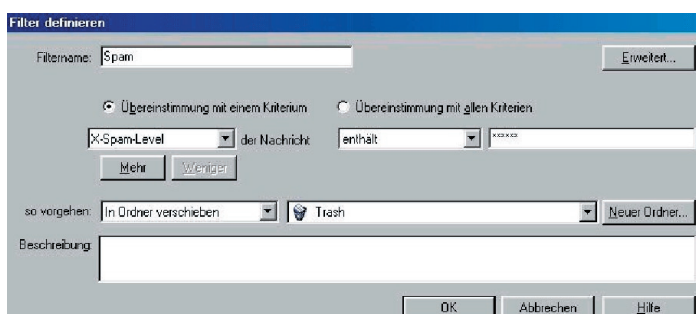 Filter definieren
Filtername: Spam Erweitert...
Übereinstimmung mit einem Kriterium Übereinstimmung mit allen Kriterien
X-Spam-Level der Nachricht enthält
Mehr Weniger
so vorgehen: In Ordner verschieben Trash Neuer Ordner...
Beschreibung:
OK Abbrechen Hilfe